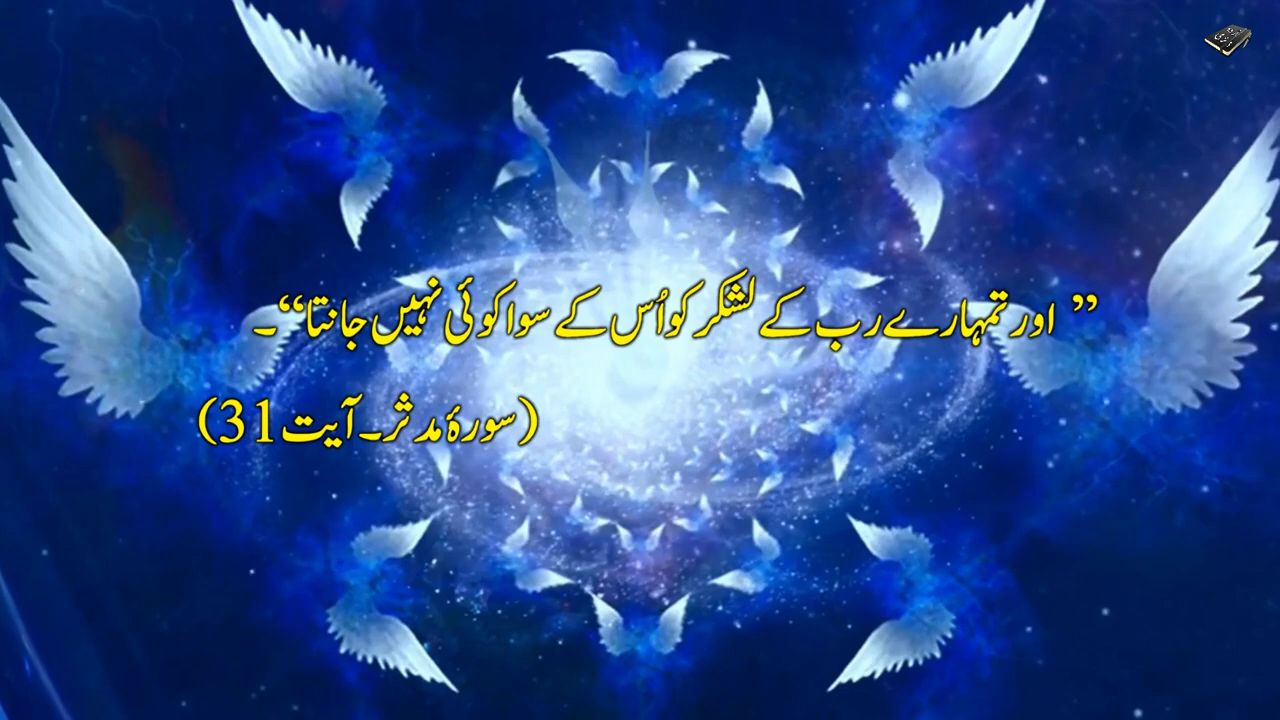 ” اور تمہارے رب کے لشکر کو اُس کے سوا کوئی نہیں جانتا“۔
(سورۂ مدثر۔آیت 31)